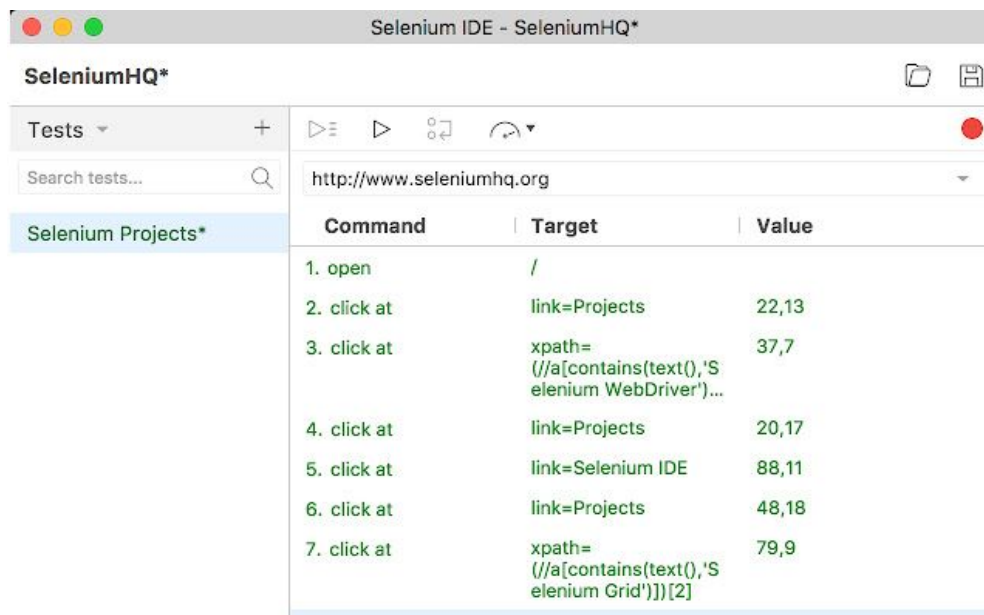 Selenium IDE - SeleniumHQ*
SeleniumHQ*
Tests
Search tests...
Selenium Projects*
http://www.seleniumhq.org
Command Target Value
1. open /
2. click at link=Projects 22,13
3. click at xpath= 37,7
(//a[contains(text(),'S
elenium WebDriver')...
4. click at link=Projects 20,17
5. click at link=Selenium IDE 88,11
6. click at link=Projects 48,18
7. click at xpath= 79,9
(//a[contains(text(),'S
elenium Grid')])[2]